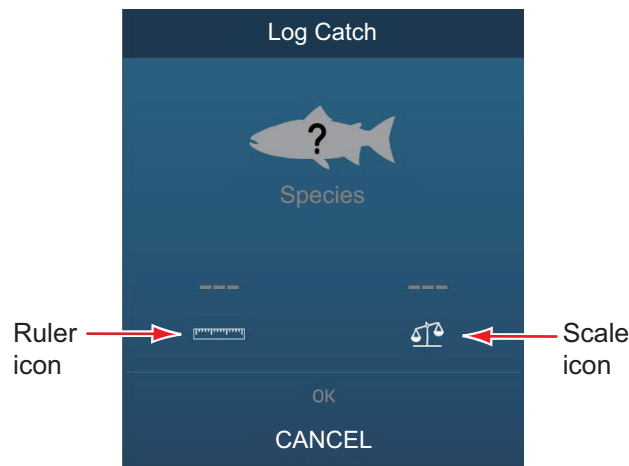 Log Catch
?
Species
--- ---
Ruler
icon
Scale
icon
OK
CANCEL